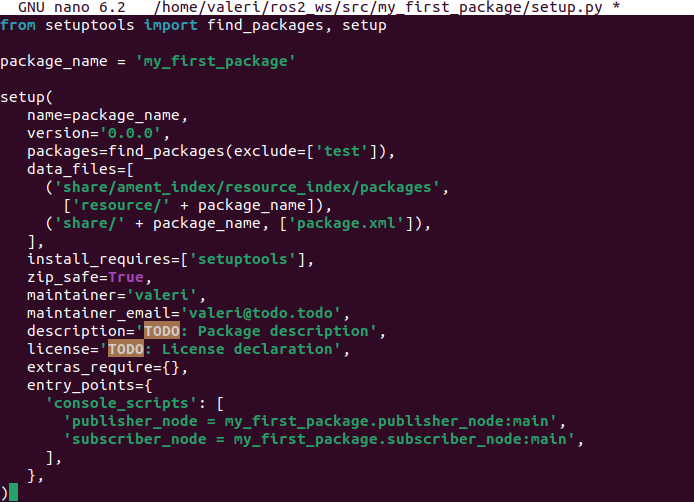 GNU nano 6.2 /home/valeri/ros2_ws/src/my_first_package/setup.py *
from setuptools import find_packages, setup

package_name = 'my_first_package'

setup(
   name=package_name,
   version='0.0.0',
   packages=find_packages(exclude=['test']),
   data_files=[
     ('share/ament_index/resource_index/packages',
       ['resource/' + package_name]),
     ('share/' + package_name, ['package.xml']),
   ],
   install_requires=['setuptools'],
   zip_safe=True,
   maintainer='valeri',
   maintainer_email='valeri@todo.todo',
   description='TODO: Package description',
   license='TODO: License declaration',
   extras_require={},
   entry_points={
     'console_scripts': [
       'publisher_node = my_first_package.publisher_node:main',
       'subscriber_node = my_first_package.subscriber_node:main',
     ],
   },
)